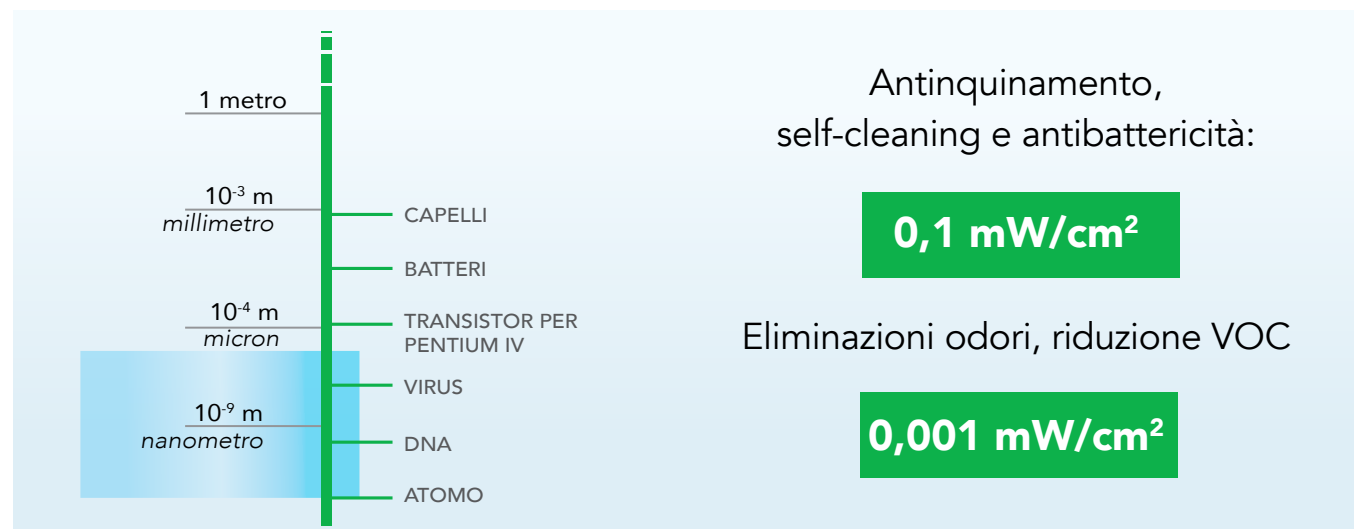 1 metro
10⁻³ m
millimetro
10⁻⁴ m
micron
10⁻⁹ m
nanometro
CAPELLI
BATTERI
TRANSISTOR PER
PENTIUM IV
VIRUS
DNA
ATOMO
Antinquinamento,
self-cleaning e antibattericità:
0,1 mW/cm²
Eliminazioni odori, riduzione VOC
0,001 mW/cm²